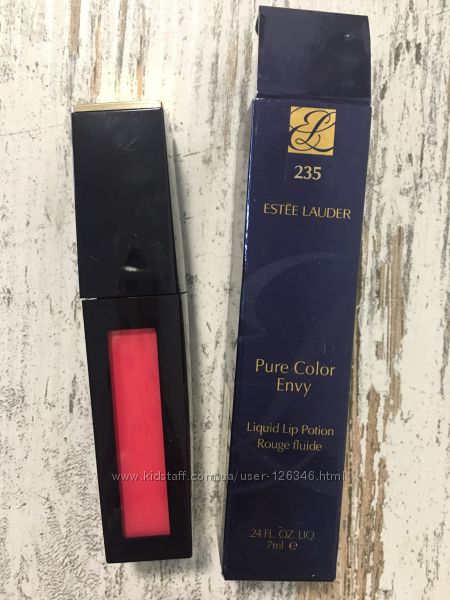 235
ESTĒE LAUDER
Pure Color
Envy
Liquid Lip Potion
Rouge fluide
www.kidstaff.com.ua/user-126346.html
.24 FL. OZ. LIQ.
7ml ℮